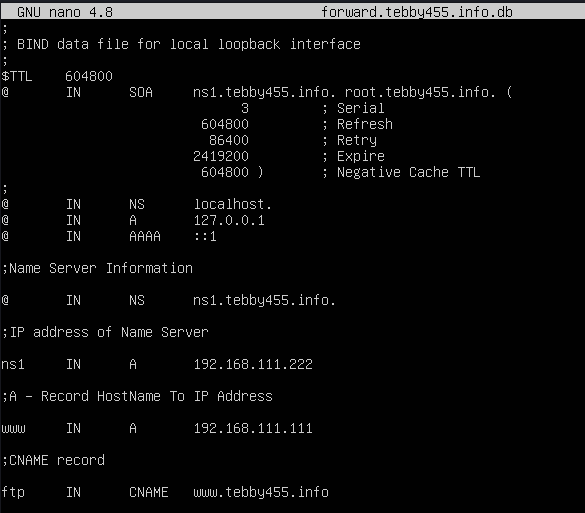 GNU nano 4.8 forward.tebby455.info.db
;
; BIND data file for local loopback interface
;
$TTL 604800
@ IN SOA ns1.tebby455.info. root.tebby455.info. (
3 ; Serial
604800 ; Refresh
86400 ; Retry
2419200 ; Expire
604800 ) ; Negative Cache TTL
;
@ IN NS localhost.
@ IN A 127.0.0.1
@ IN AAAA ::1
;Name Server Information
@ IN NS ns1.tebby455.info.
;IP address of Name Server
ns1 IN A 192.168.111.222
;A - Record HostName To IP Address
www IN A 192.168.111.111
;CNAME record
ftp IN CNAME www.tebby455.info